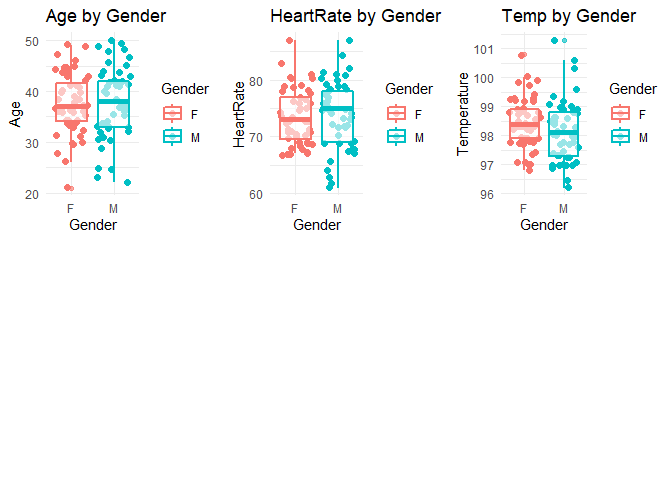 Age by Gender
50
40
30
20
Age
F
M
Gender
Gender
F
M
HeartRate by Gender
80
70
60
HeartRate
F
M
Gender
Gender
F
M
Temp by Gender
101
100
99
98
97
96
Temperature
F
M
Gender
Gender
F
M